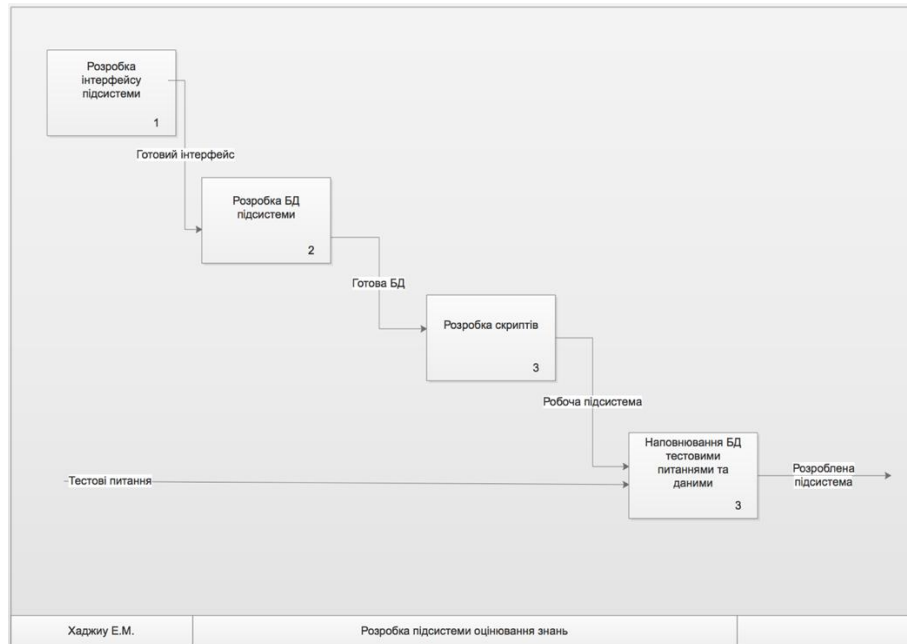 Розробка
інтерфейсу
підсистеми
1
Готовий інтерфейс
Розробка БД
підсистеми
2
Готова БД
Розробка скриптів
3
Робоча підсистема
Наповнювання БД
тестовими
питаннями та
даними
3
Тестові питання
Розроблена
підсистема
Хаджиу Е.М.
Розробка підсистеми оцінювання знань